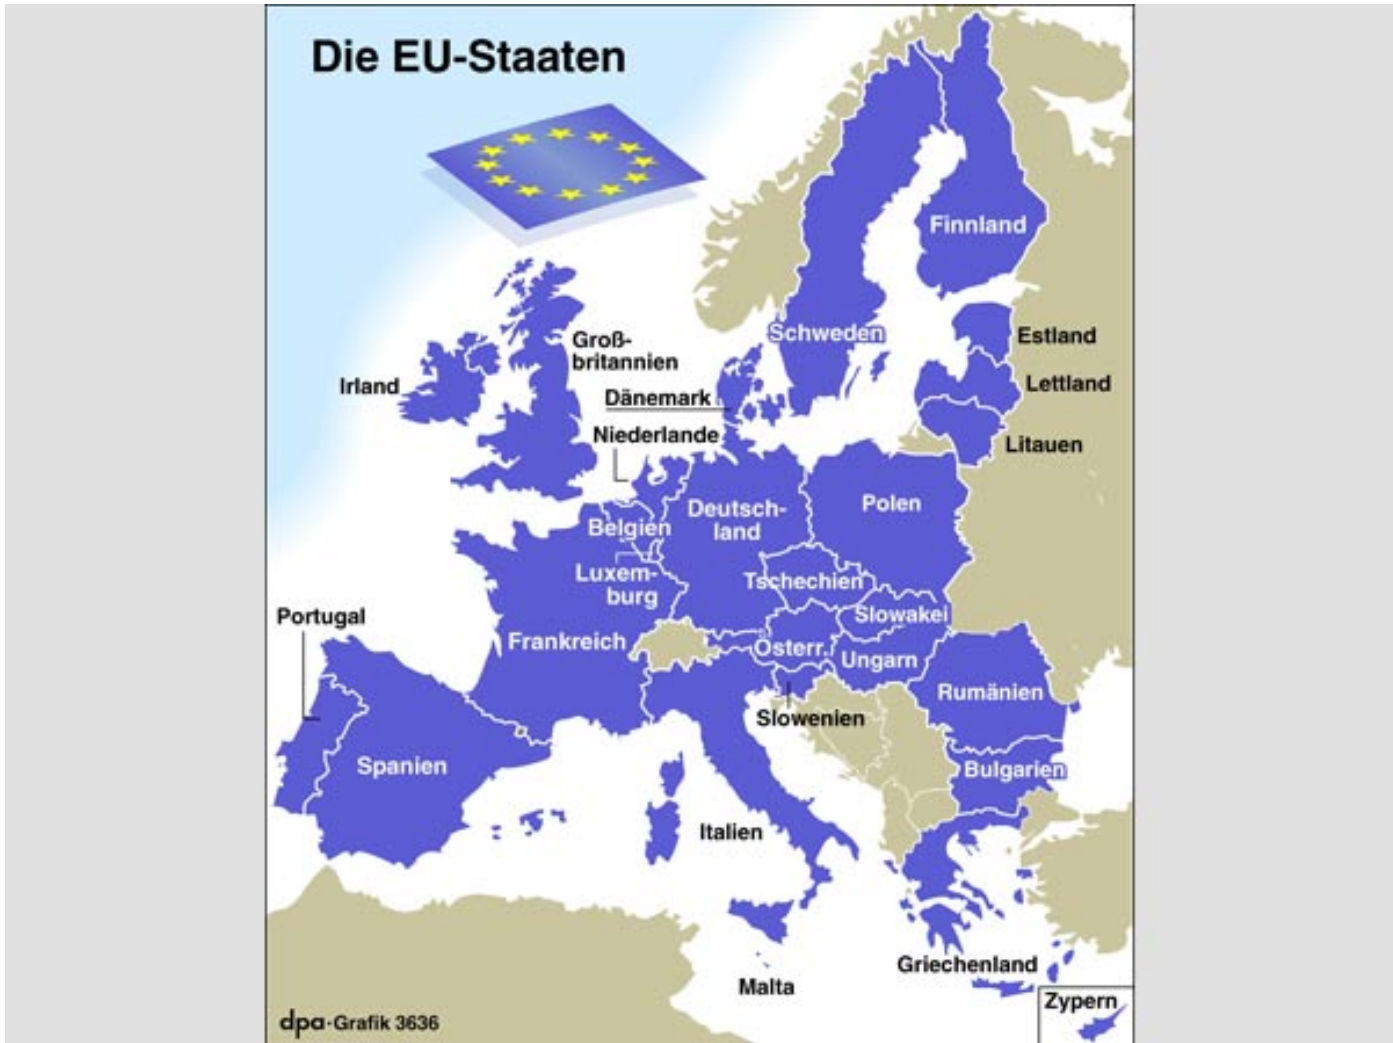 Die EU-Staaten
Finnland
Schweden
Estland
Groß-
britannien
Irland
Lettland
Dänemark
Niederlande
Litauen
Polen
Deutsch-
land
Belgien
Luxem-
burg
Tschechien
Slowakei
Portugal
Frankreich
Österr.
Ungarn
Rumänien
Slowenien
Spanien
Bulgarien
Italien
Griechenland
Malta
Zypern
dpa·Grafik 3636